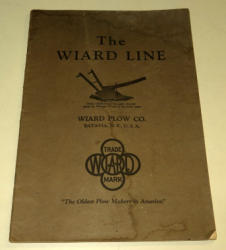 The
WIARD LINE
WIARD PLOW CO.
BATAVIA, N.Y., U.S.A.
TRADE
WIARD
MARK
"The Oldest Plow Makers in America"